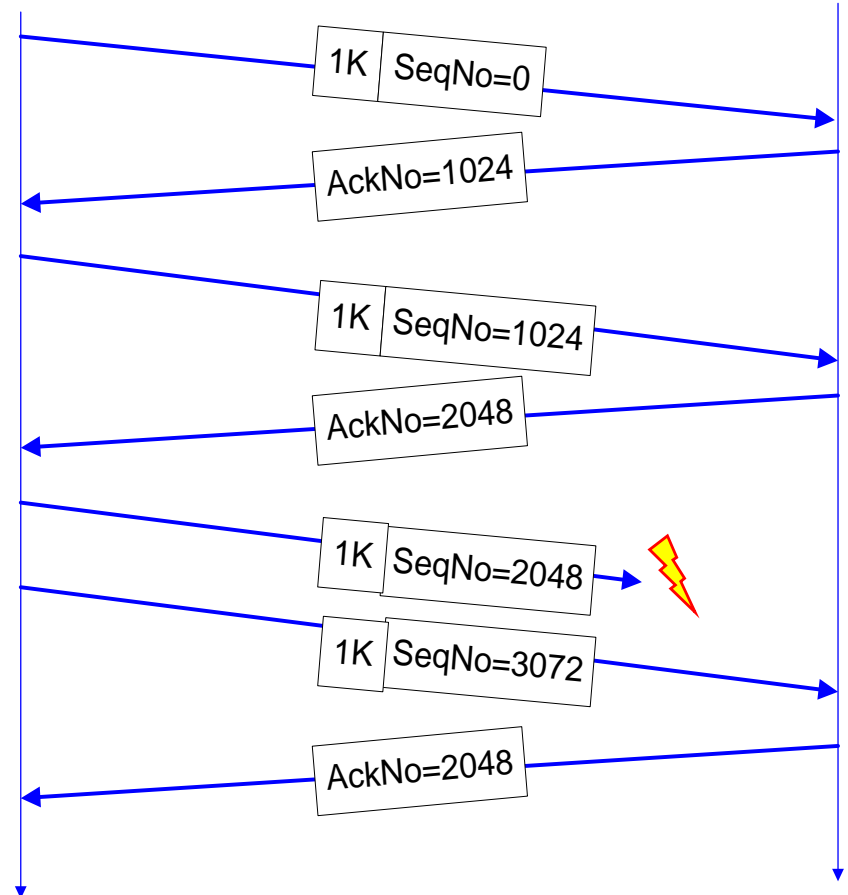 1K SeqNo=0
AckNo=1024
1K SeqNo=1024
AckNo=2048
1K SeqNo=2048
1K SeqNo=3072
AckNo=2048